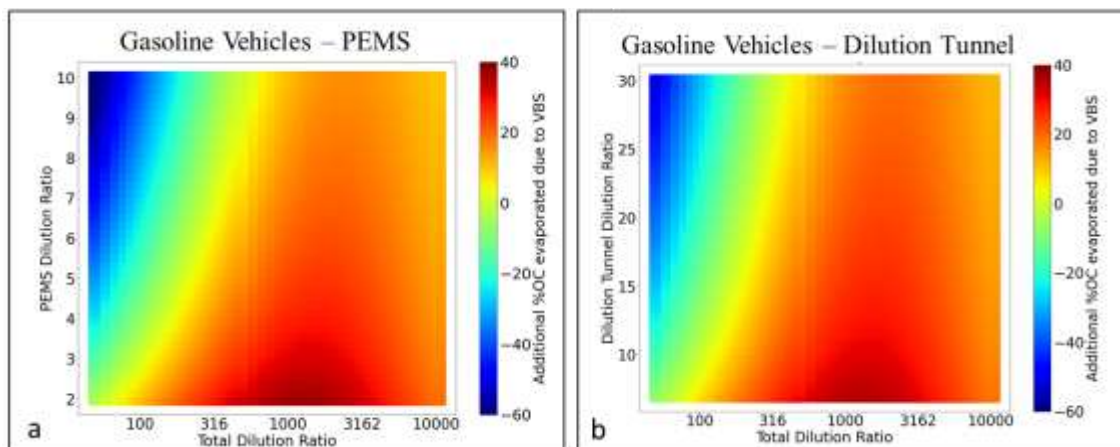 Gasoline Vehicles – PEMS
10
9
8
7
6
5
4
3
2
PEMS Dilution Ratio
100 316 1000 3162 10000
Total Dilution Ratio
40
20
0
−20
−40
−60
Additional %OC evaporated due to VBS
a
Gasoline Vehicles – Dilution Tunnel
30
25
20
15
10
Dilution Tunnel Dilution Ratio
100 316 1000 3162 10000
Total Dilution Ratio
40
20
0
−20
−40
−60
Additional %OC evaporated due to VBS
b